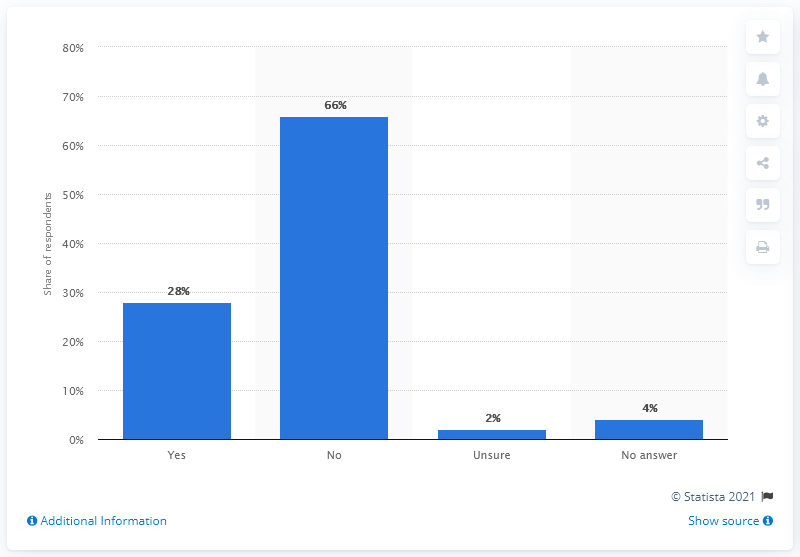 80%
70%
60%
50%
40%
30%
20%
10%
0%
Share of respondents
28%
66%
2%
4%
Yes
No
Unsure
No answer
© Statista 2021
Additional Information
Show source